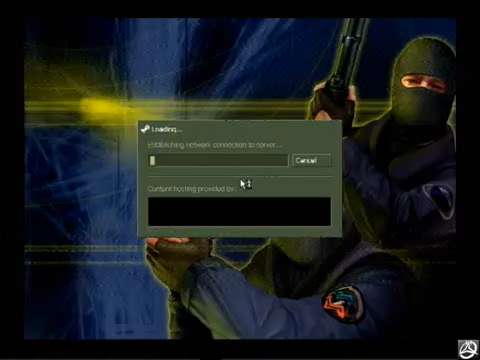 Loading...
Establishing network connection to server...
Cancel
Content hosting provided by: